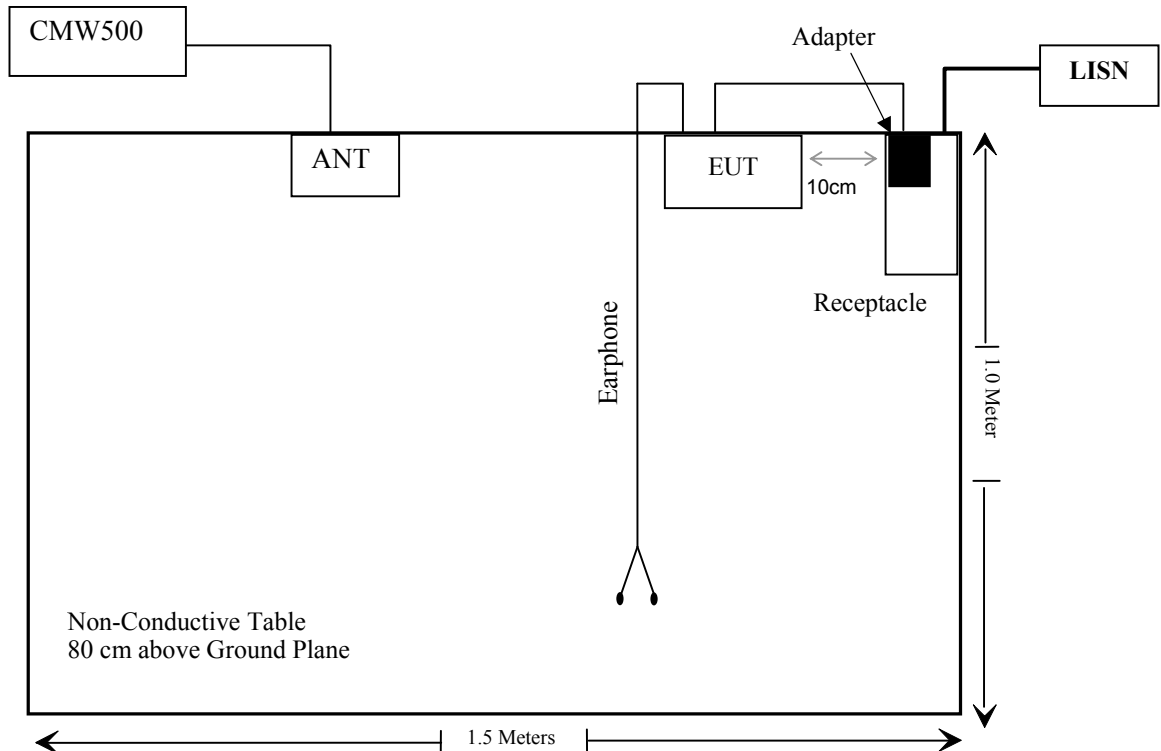 CMW500
Adapter
LISN
ANT
EUT
10cm
Receptacle
Earphone
1.0 Meter
Non-Conductive Table
80 cm above Ground Plane
1.5 Meters